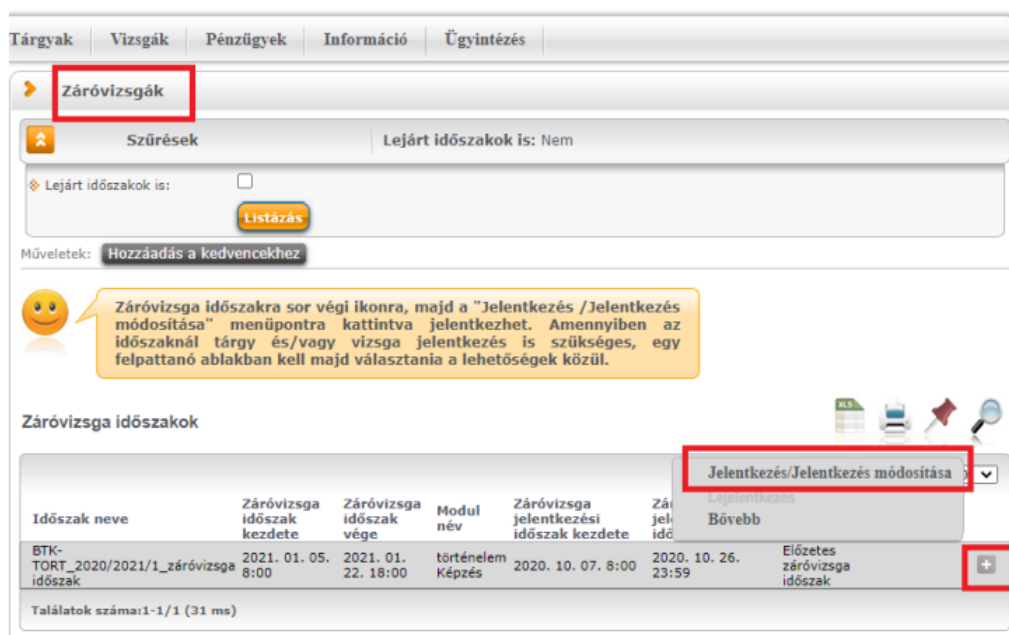 Tárgyak Vizsgák Pénzügyek Információ Ügyintézés
Záróvizsgák
Szűrések Lejárt időszakok is: Nem
Lejárt időszakok is:
Listázás
Műveletek: Hozzáadás a kedvencekhez
Záróvizsga időszakra sor végi ikonra, majd a "Jelentkezés /Jelentkezés
módosítása" menüpontra kattintva jelentkezhet. Amennyiben az
időszaknál tárgy és/vagy vizsga jelentkezés is szükséges, egy
felpattanó ablakban kell majd választania a lehetőségek közül.
XLS
Záróvizsga időszakok
Jelentkezés/Jelentkezés módosítása
Lejelentkezés
Bővebb
Időszak neve
Záróvizsga
időszak
kezdete
Záróvizsga
időszak
vége
Modul
név
Záróvizsga
jelentkezési
időszak kezdete
BTK-
TORT_2020/2021/1_záróvizsga
időszak
2021. 01. 05.
8:00
2021. 01.
22. 18:00
történelem
Képzés
2020. 10. 07. 8:00
2020. 10. 26.
23:59
Előzetes
záróvizsga
időszak
Találatok száma:1-1/1 (31 ms)